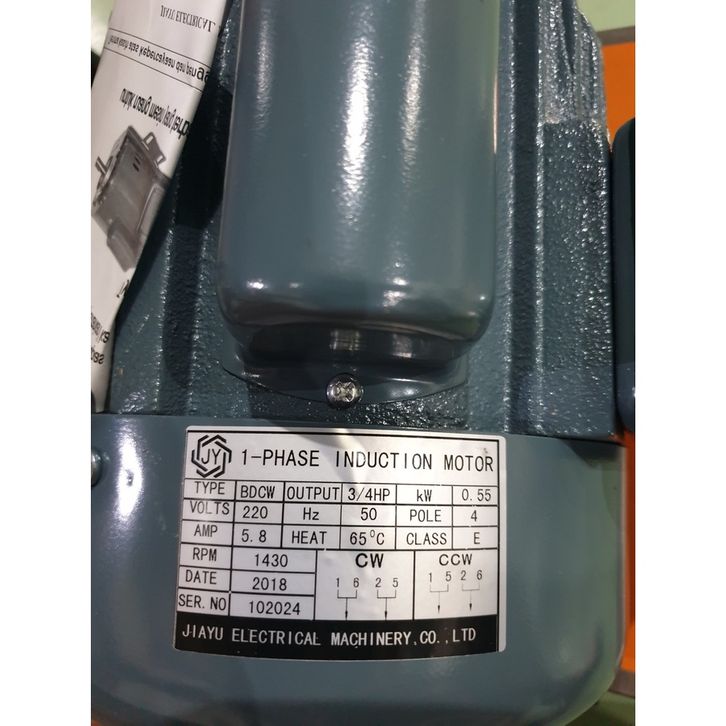 JY
1-PHASE INDUCTION MOTOR
TYPE BDCW OUTPUT 3/4HP kW 0.55
VOLTS 220 Hz 50 POLE 4
AMP 5.8 HEAT 65°C CLASS E
RPM 1430 CW CCW
DATE 2018 1 6 2 5 1 5 2 6
SER.NO 102024
JIAYU ELECTRICAL MACHINERY.CO.,LTD